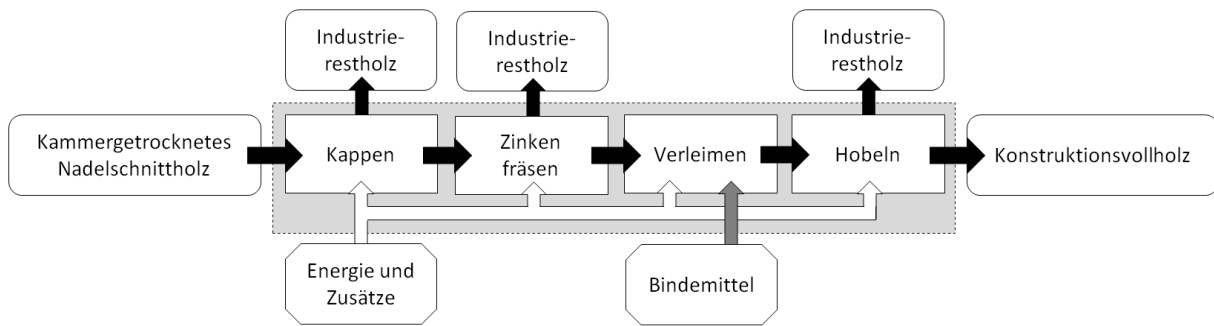 Industrie-
restholz
Industrie-
restholz
Industrie-
restholz
Kammergetrocknetes
Nadelschnittholz
Kappen
Zinken
fräsen
Verleimen
Hobeln
Konstruktionsvollholz
Energie und
Zusätze
Bindemittel